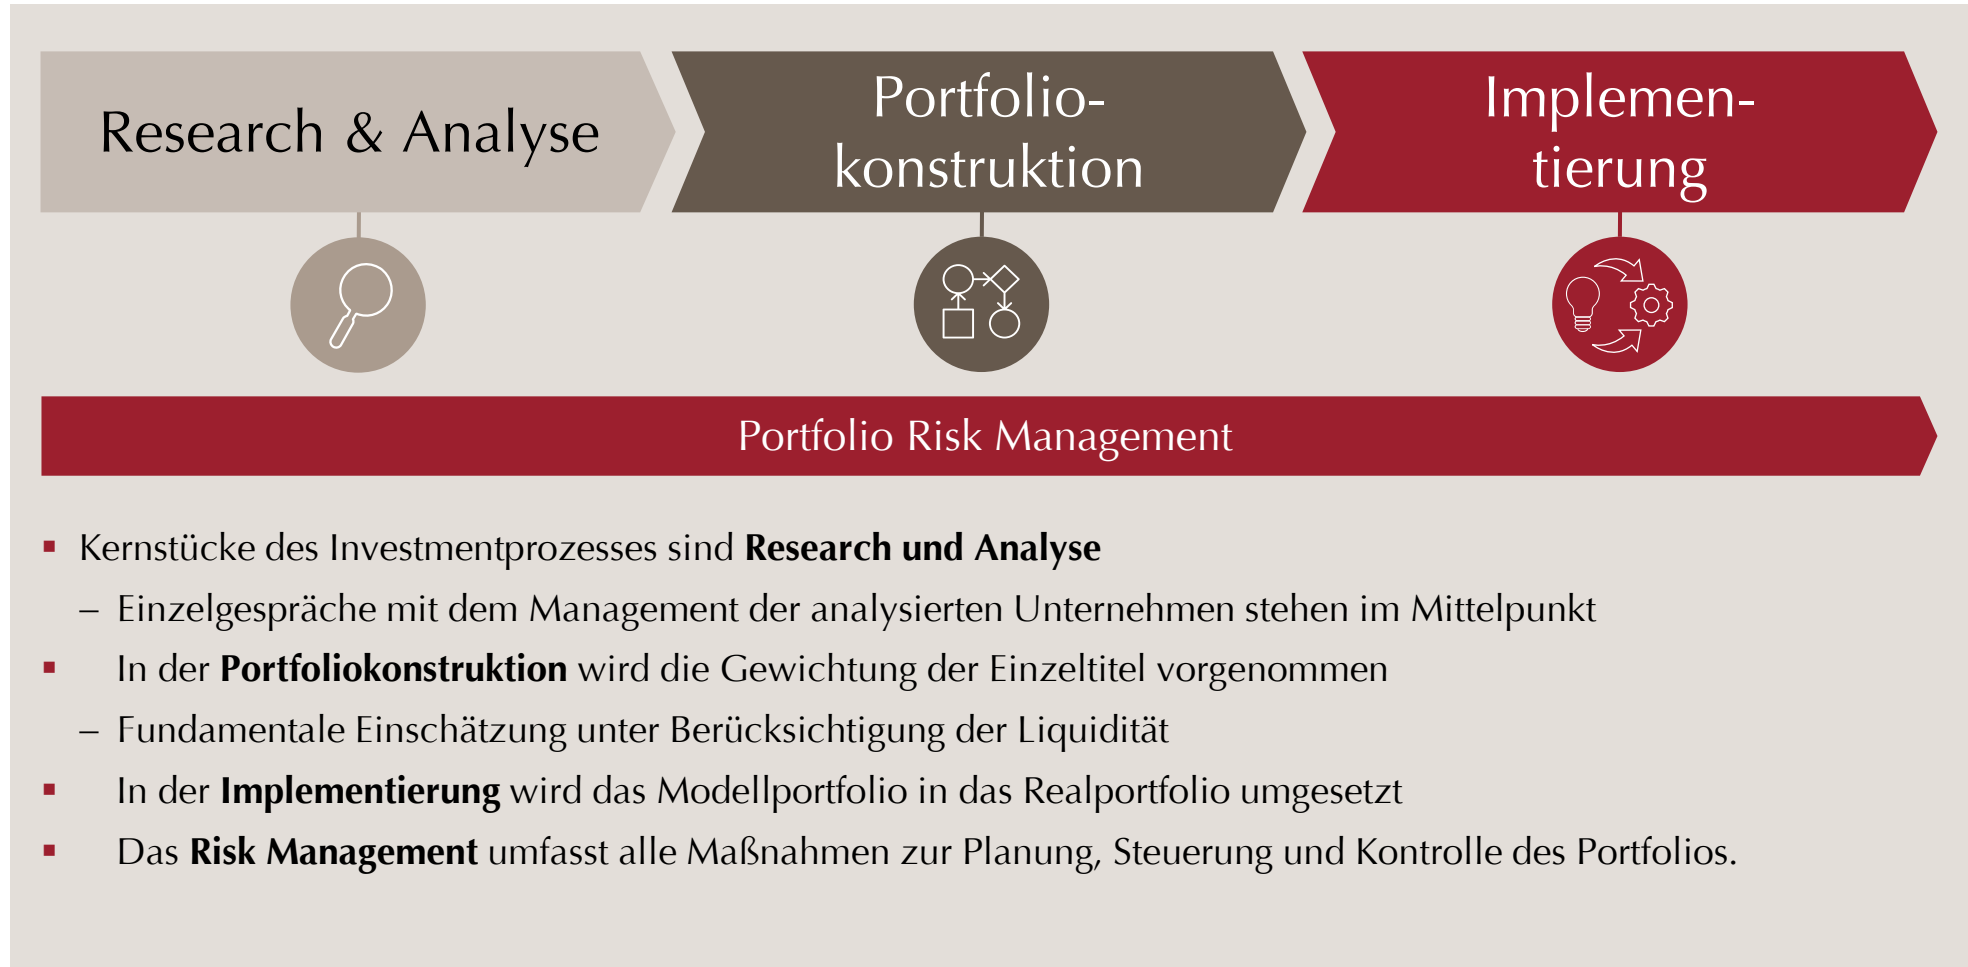 Research & Analyse
Portfolio-
konstruktion
Implemen-
tierung
Portfolio Risk Management
▪ Kernstücke des Investmentprozesses sind Research und Analyse
– Einzelgespräche mit dem Management der analysierten Unternehmen stehen im Mittelpunkt
▪ In der Portfoliokonstruktion wird die Gewichtung der Einzeltitel vorgenommen
– Fundamentale Einschätzung unter Berücksichtigung der Liquidität
▪ In der Implementierung wird das Modellportfolio in das Realportfolio umgesetzt
▪ Das Risk Management umfasst alle Maßnahmen zur Planung, Steuerung und Kontrolle des Portfolios.